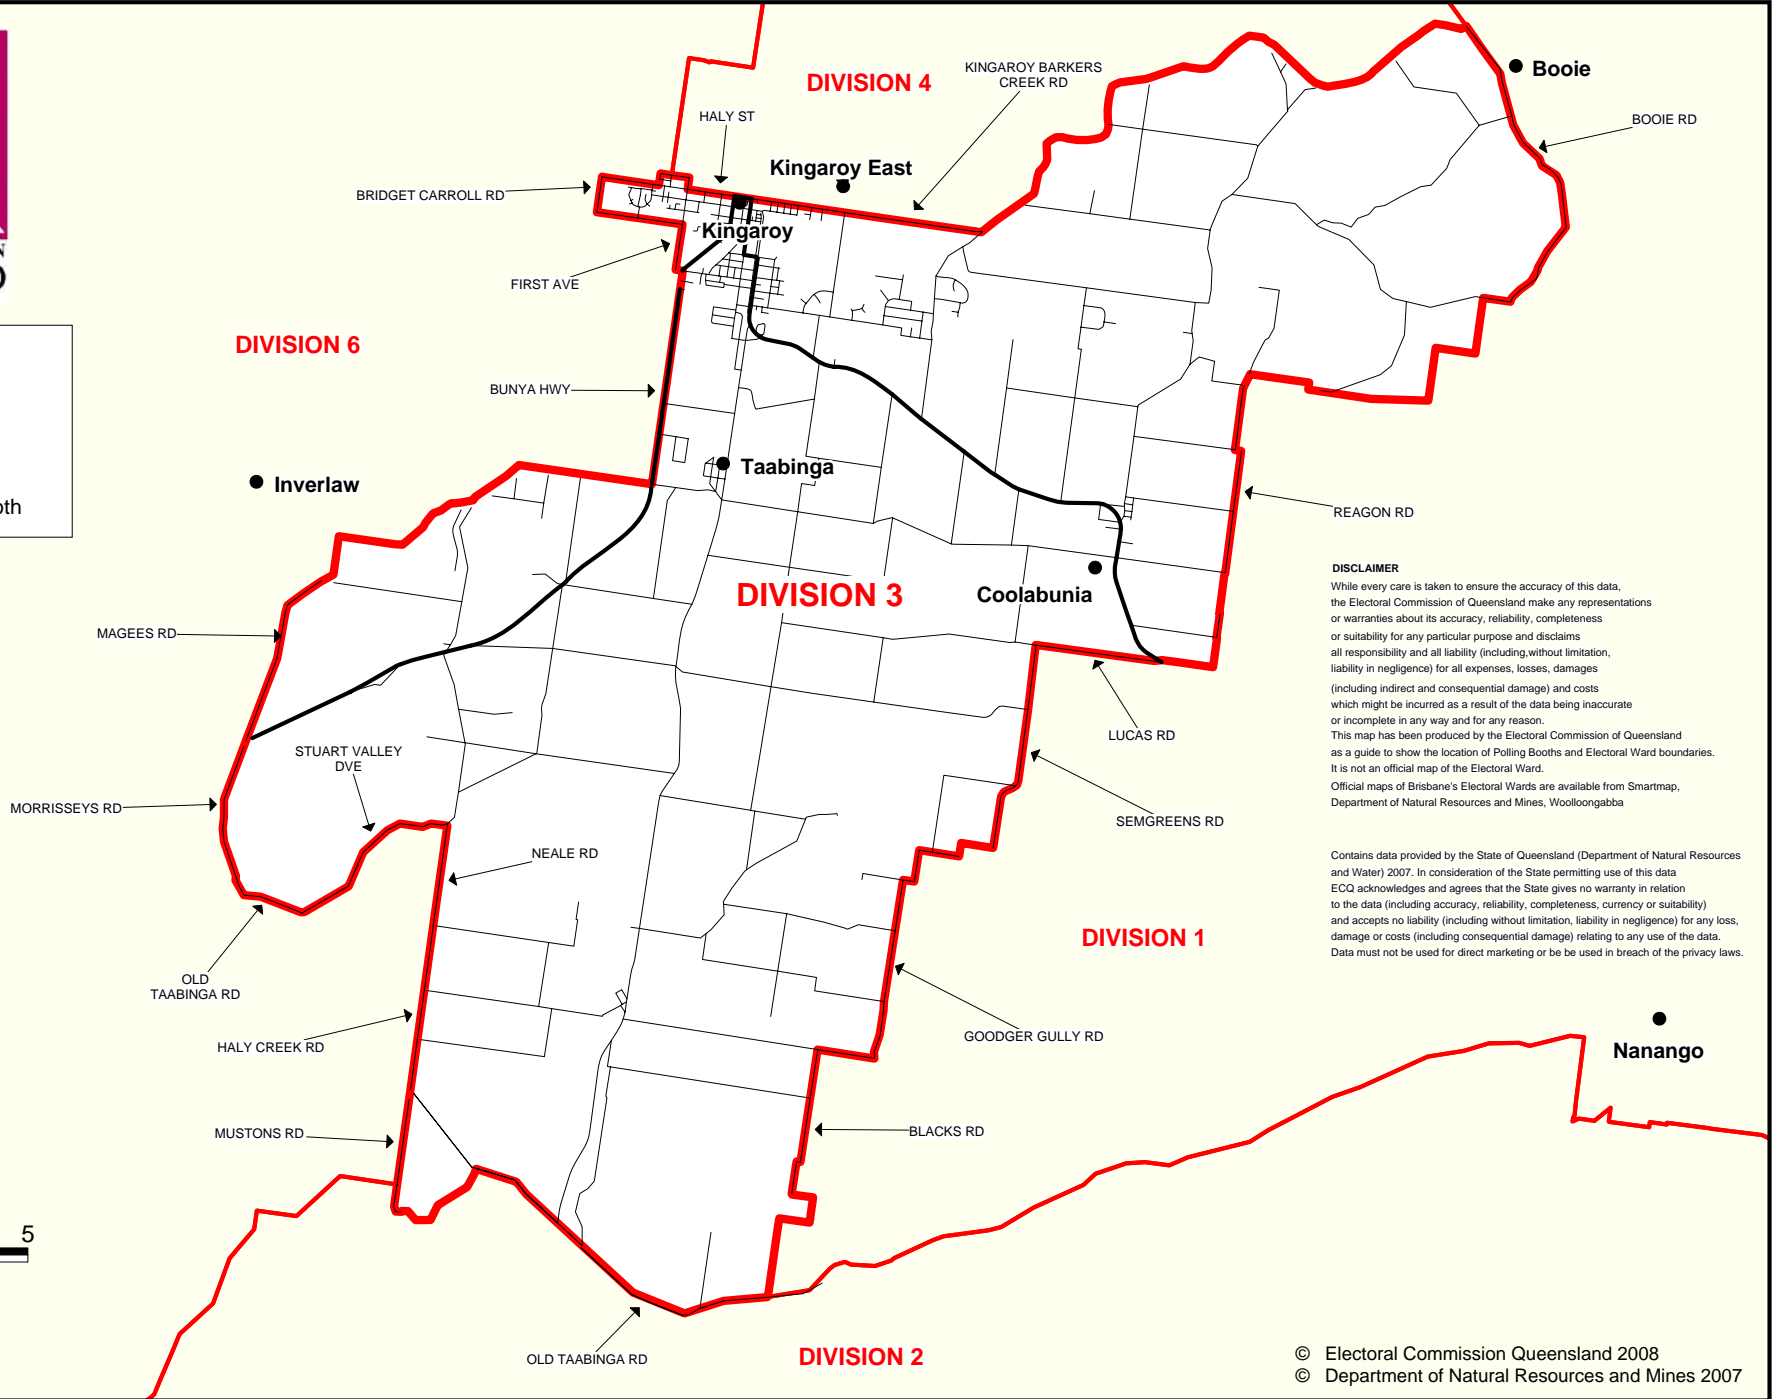 DIVISION 4
KINGAROY BARKERS
CREEK RD
Booie
HALY ST
BOOIE RD
Kingaroy East
BRIDGET CARROLL RD
Kingaroy
FIRST AVE
DIVISION 6
BUNYA HWY
Taabinga
Inverlaw
oth
REAGON RD
DIVISION 3
Coolabunia
MAGEES RD
DISCLAIMER
While every care is taken to ensure the accuracy of this data,
the Electoral Commission of Queensland make any representations
or warranties about its accuracy, reliability, completeness
or suitability for any particular purpose and disclaims
all responsibility and all liability (including,without limitation,
liability in negligence) for all expenses, losses, damages
(including indirect and consequential damage) and costs
which might be incurred as a result of the data being inaccurate
or incomplete in any way and for any reason.
This map has been produced by the Electoral Commission of Queensland
as a guide to show the location of Polling Booths and Electoral Ward boundaries.
It is not an official map of the Electoral Ward.
Official maps of Brisbane's Electoral Wards are available from Smartmap,
Department of Natural Resources and Mines, Woolloongabba
LUCAS RD
STUART VALLEY
DVE
MORRISSEYS RD
SEMGREENS RD
NEALE RD
Contains data provided by the State of Queensland (Department of Natural Resources
and Water) 2007. In consideration of the State permitting use of this data
ECQ acknowledges and agrees that the State gives no warranty in relation
to the data (including accuracy, reliability, completeness, currency or suitability)
and accepts no liability (including without limitation, liability in negligence) for any loss,
damage or costs (including consequential damage) relating to any use of the data.
Data must not be used for direct marketing or be be used in breach of the privacy laws.
DIVISION 1
OLD
TAABINGA RD
HALY CREEK RD
GOODGER GULLY RD
Nanango
MUSTONS RD
BLACKS RD
5
OLD TAABINGA RD
DIVISION 2
© Electoral Commission Queensland 2008
© Department of Natural Resources and Mines 2007